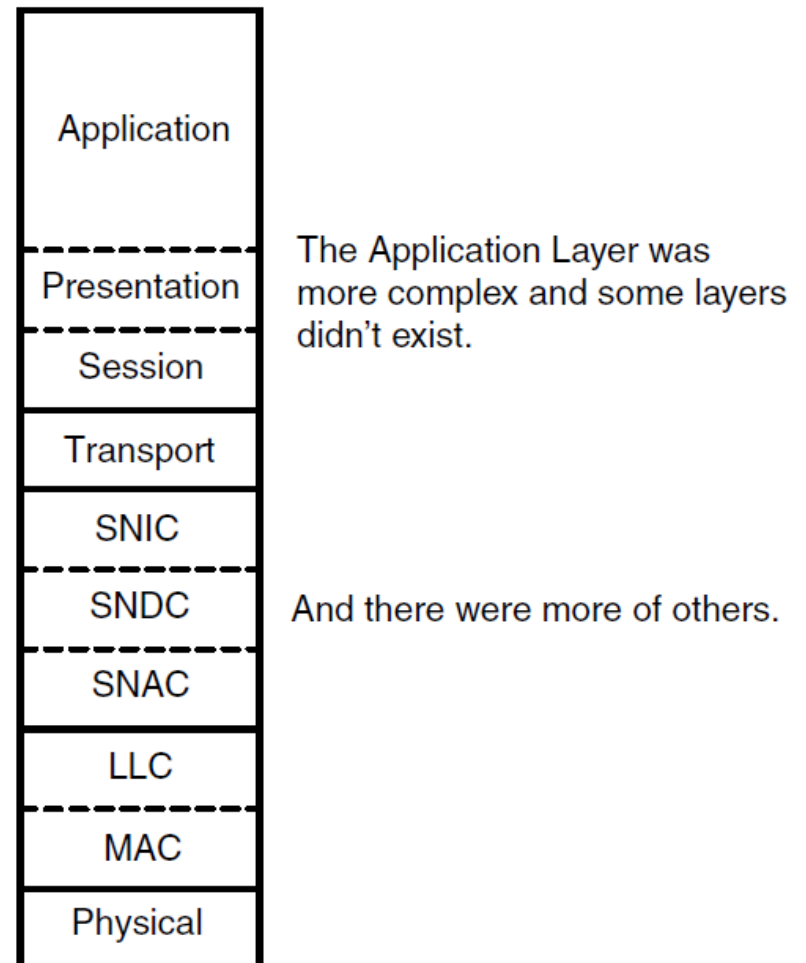 Application
Presentation
Session
Transport
SNIC
SNDC
SNAC
LLC
MAC
Physical
The Application Layer was
more complex and some layers
didn’t exist.
And there were more of others.